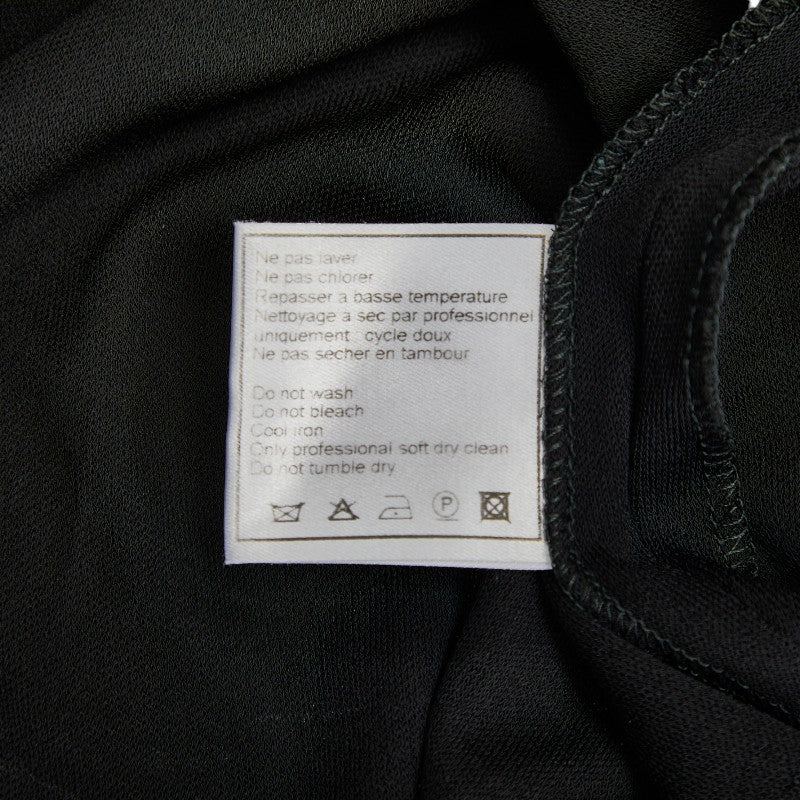 Ne pas laver
Ne pas chlorer
Repasser a basse temperature
Nettoyage a sec par professionnel
uniquement : cycle doux
Ne pas secher en tambour
Do not wash
Do not bleach
Cool iron
Only professional soft dry clean
Do not tumble dry
P